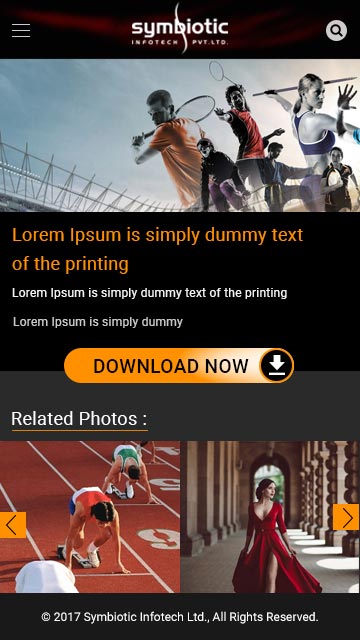 symbiotic
INFOTECH PVT.LTD.
Lorem Ipsum is simply dummy text
of the printing
Lorem Ipsum is simply dummy text of the printing
Lorem Ipsum is simply dummy
DOWNLOAD NOW
Related Photos :
© 2017 Symbiotic Infotech Ltd., All Rights Reserved.